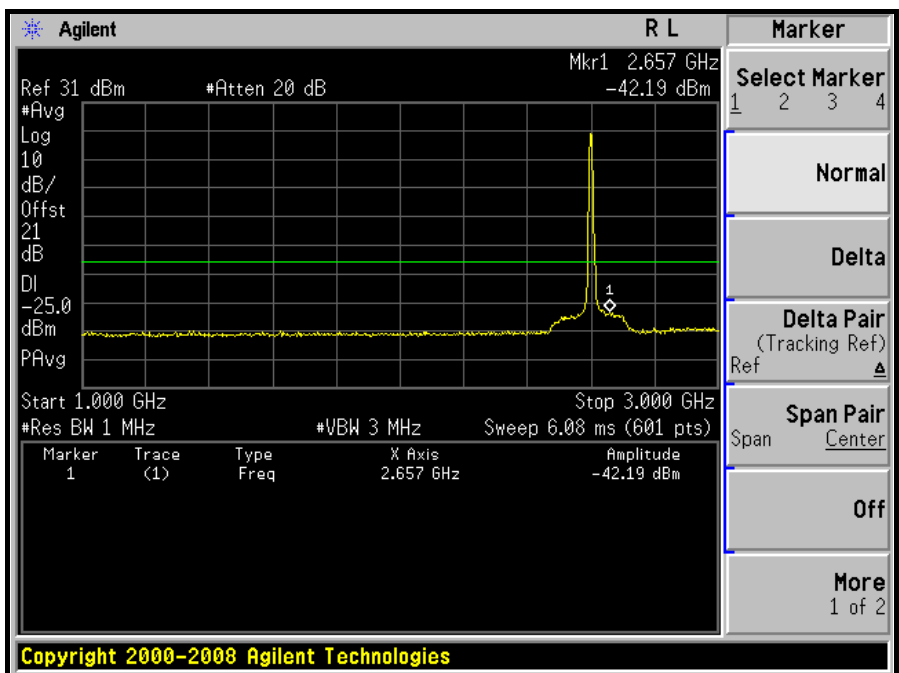 Agilent
R L
Marker
Mkr1 2.657 GHz
Ref 31 dBm #Atten 20 dB -42.19 dBm
#Avg
Log
10
dB/
Offst
21
dB
DI
-25.0
dBm
PAvg
1
Start 1.000 GHz Stop 3.000 GHz
#Res BW 1 MHz #VBW 3 MHz Sweep 6.08 ms (601 pts)
Marker Trace Type X Axis Amplitude
1 (1) Freq 2.657 GHz -42.19 dBm
Select Marker
1 2 3 4
Normal
Delta
Delta Pair
(Tracking Ref)
Ref Δ
Span Pair
Span Center
Off
More
1 of 2
Copyright 2000-2008 Agilent Technologies